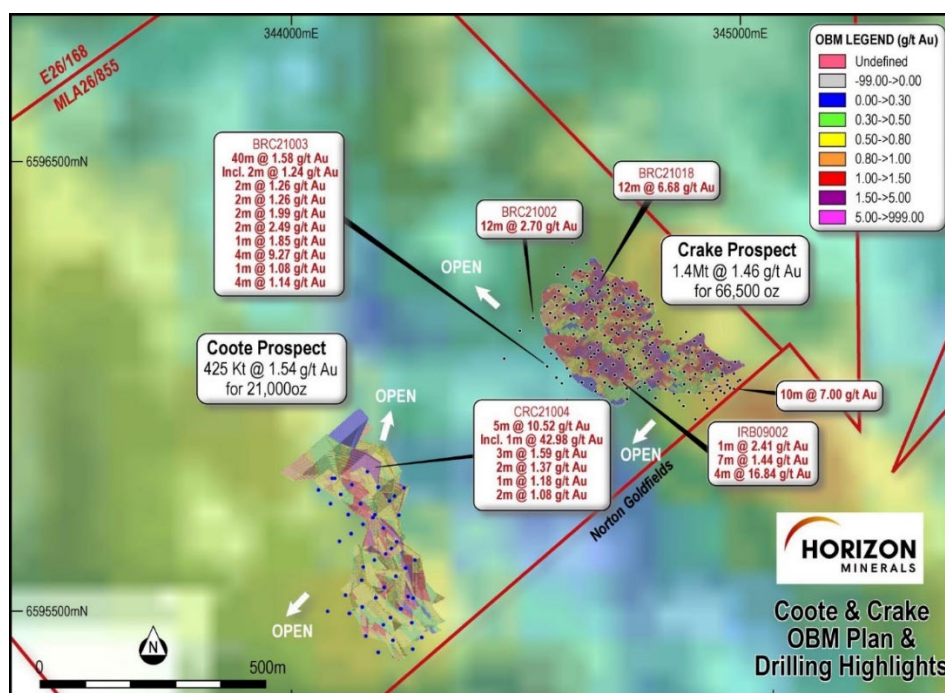 344000mE
345000mE
E26/168
MLA26/855
OBM LEGEND (g/t Au)
Undefined
-99.00->0.00
0.00->0.30
0.30->0.50
0.50->0.80
0.80->1.00
1.00->1.50
1.50->5.00
5.00->999.00
6596500mN
BRC21003
40m @ 1.58 g/t Au
Incl. 2m @ 1.24 g/t Au
2m @ 1.26 g/t Au
2m @ 1.26 g/t Au
2m @ 1.99 g/t Au
2m @ 2.49 g/t Au
1m @ 1.85 g/t Au
4m @ 9.27 g/t Au
1m @ 1.08 g/t Au
4m @ 1.14 g/t Au
BRC21018
12m @ 6.68 g/t Au
BRC21002
12m @ 2.70 g/t Au
Crake Prospect
1.4Mt @ 1.46 g/t Au
for 66,500 oz
OPEN
Coote Prospect
425 Kt @ 1.54 g/t Au
for 21,000oz
OPEN
CRC21004
5m @ 10.52 g/t Au
Incl. 1m @ 42.98 g/t Au
3m @ 1.59 g/t Au
2m @ 1.37 g/t Au
1m @ 1.18 g/t Au
2m @ 1.08 g/t Au
OPEN
10m @ 7.00 g/t Au
IRB09002
1m @ 2.41 g/t Au
7m @ 1.44 g/t Au
4m @ 16.84 g/t Au
Norton Goldfields
HORIZON
MINERALS
6595500mN
OPEN
Coote & Crake
OBM Plan &
Drilling Highlights
N
0
500m